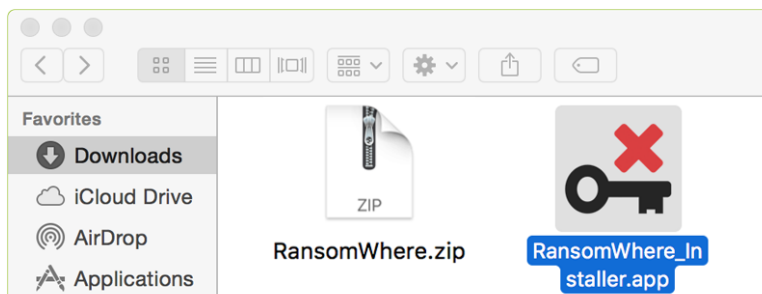 Favorites
Downloads
iCloud Drive
AirDrop
Applications
ZIP
RansomWhere.zip
RansomWhere_In
staller.app